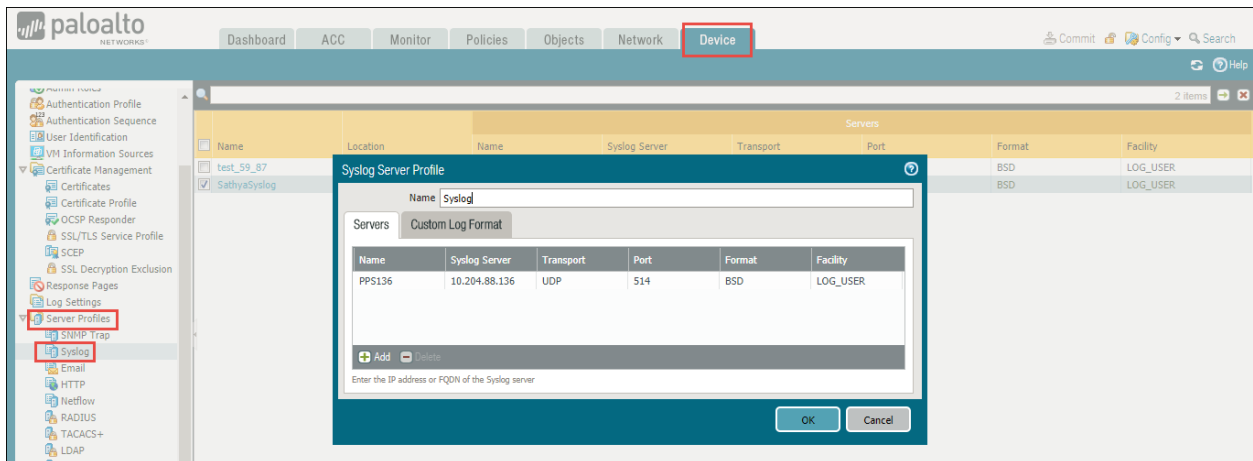 paloalto
NETWORKS®
Dashboard ACC Monitor Policies Objects Network Device
Commit Config Search
Help
Admin Roles
Authentication Profile
Authentication Sequence
User Identification
VM Information Sources
Certificate Management
Certificates
Certificate Profile
OCSP Responder
SSL/TLS Service Profile
SCEP
SSL Decryption Exclusion
Response Pages
Log Settings
Server Profiles
SNMP Trap
Syslog
Email
HTTP
Netflow
RADIUS
TACACS+
LDAP
2 items
Servers
Name Location Name Syslog Server Transport Port Format Facility
test_59_87 BSD LOG_USER
SathyaSyslog BSD LOG_USER
Syslog Server Profile
Name Syslog
Servers Custom Log Format
Name Syslog Server Transport Port Format Facility
PPS136 10.204.88.136 UDP 514 BSD LOG_USER
Add Delete
Enter the IP address or FQDN of the Syslog server
OK Cancel